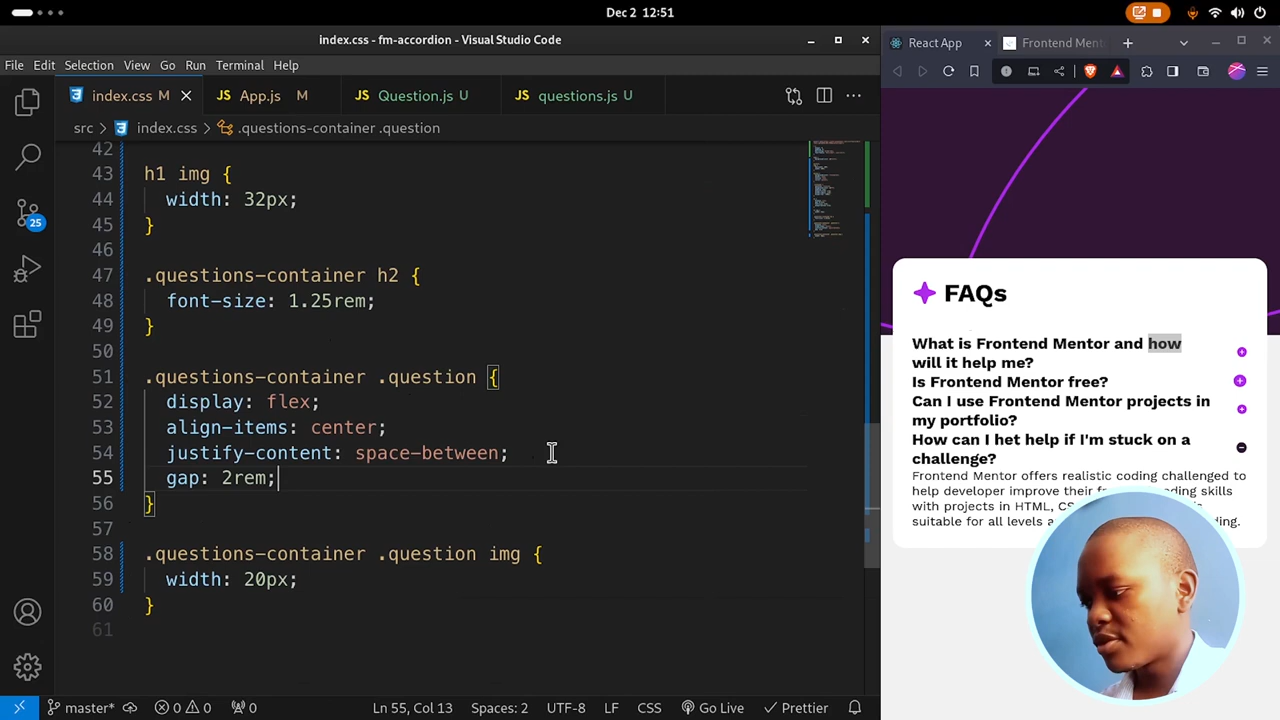 Dec 2 12:51
index.css - fm-accordion - Visual Studio Code
File Edit Selection View Go Run Terminal Help
index.css M
App.js M
Question.js U
questions.js U
src > index.css > .questions-container .question
42
43 h1 img {
44 width: 32px;
45 }
46
47 .questions-container h2 {
48 font-size: 1.25rem;
49 }
50
51 .questions-container .question {
52 display: flex;
53 align-items: center;
54 justify-content: space-between;
55 gap: 2rem;
56 }
57
58 .questions-container .question img {
59 width: 20px;
60 }
61
25
master* 0 0 0 Ln 55, Col 13 Spaces: 2 UTF-8 LF CSS Go Live Prettier
React App
Frontend Ment
FAQs
What is Frontend Mentor and how
will it help me?
Is Frontend Mentor free?
Can I use Frontend Mentor projects in
my portfolio?
How can I het help if I'm stuck on a
challenge?
Frontend Mentor offers realistic coding challenged to
help developer improve their ding skills
with projects in HTML, CS
suitable for all levels a ding.